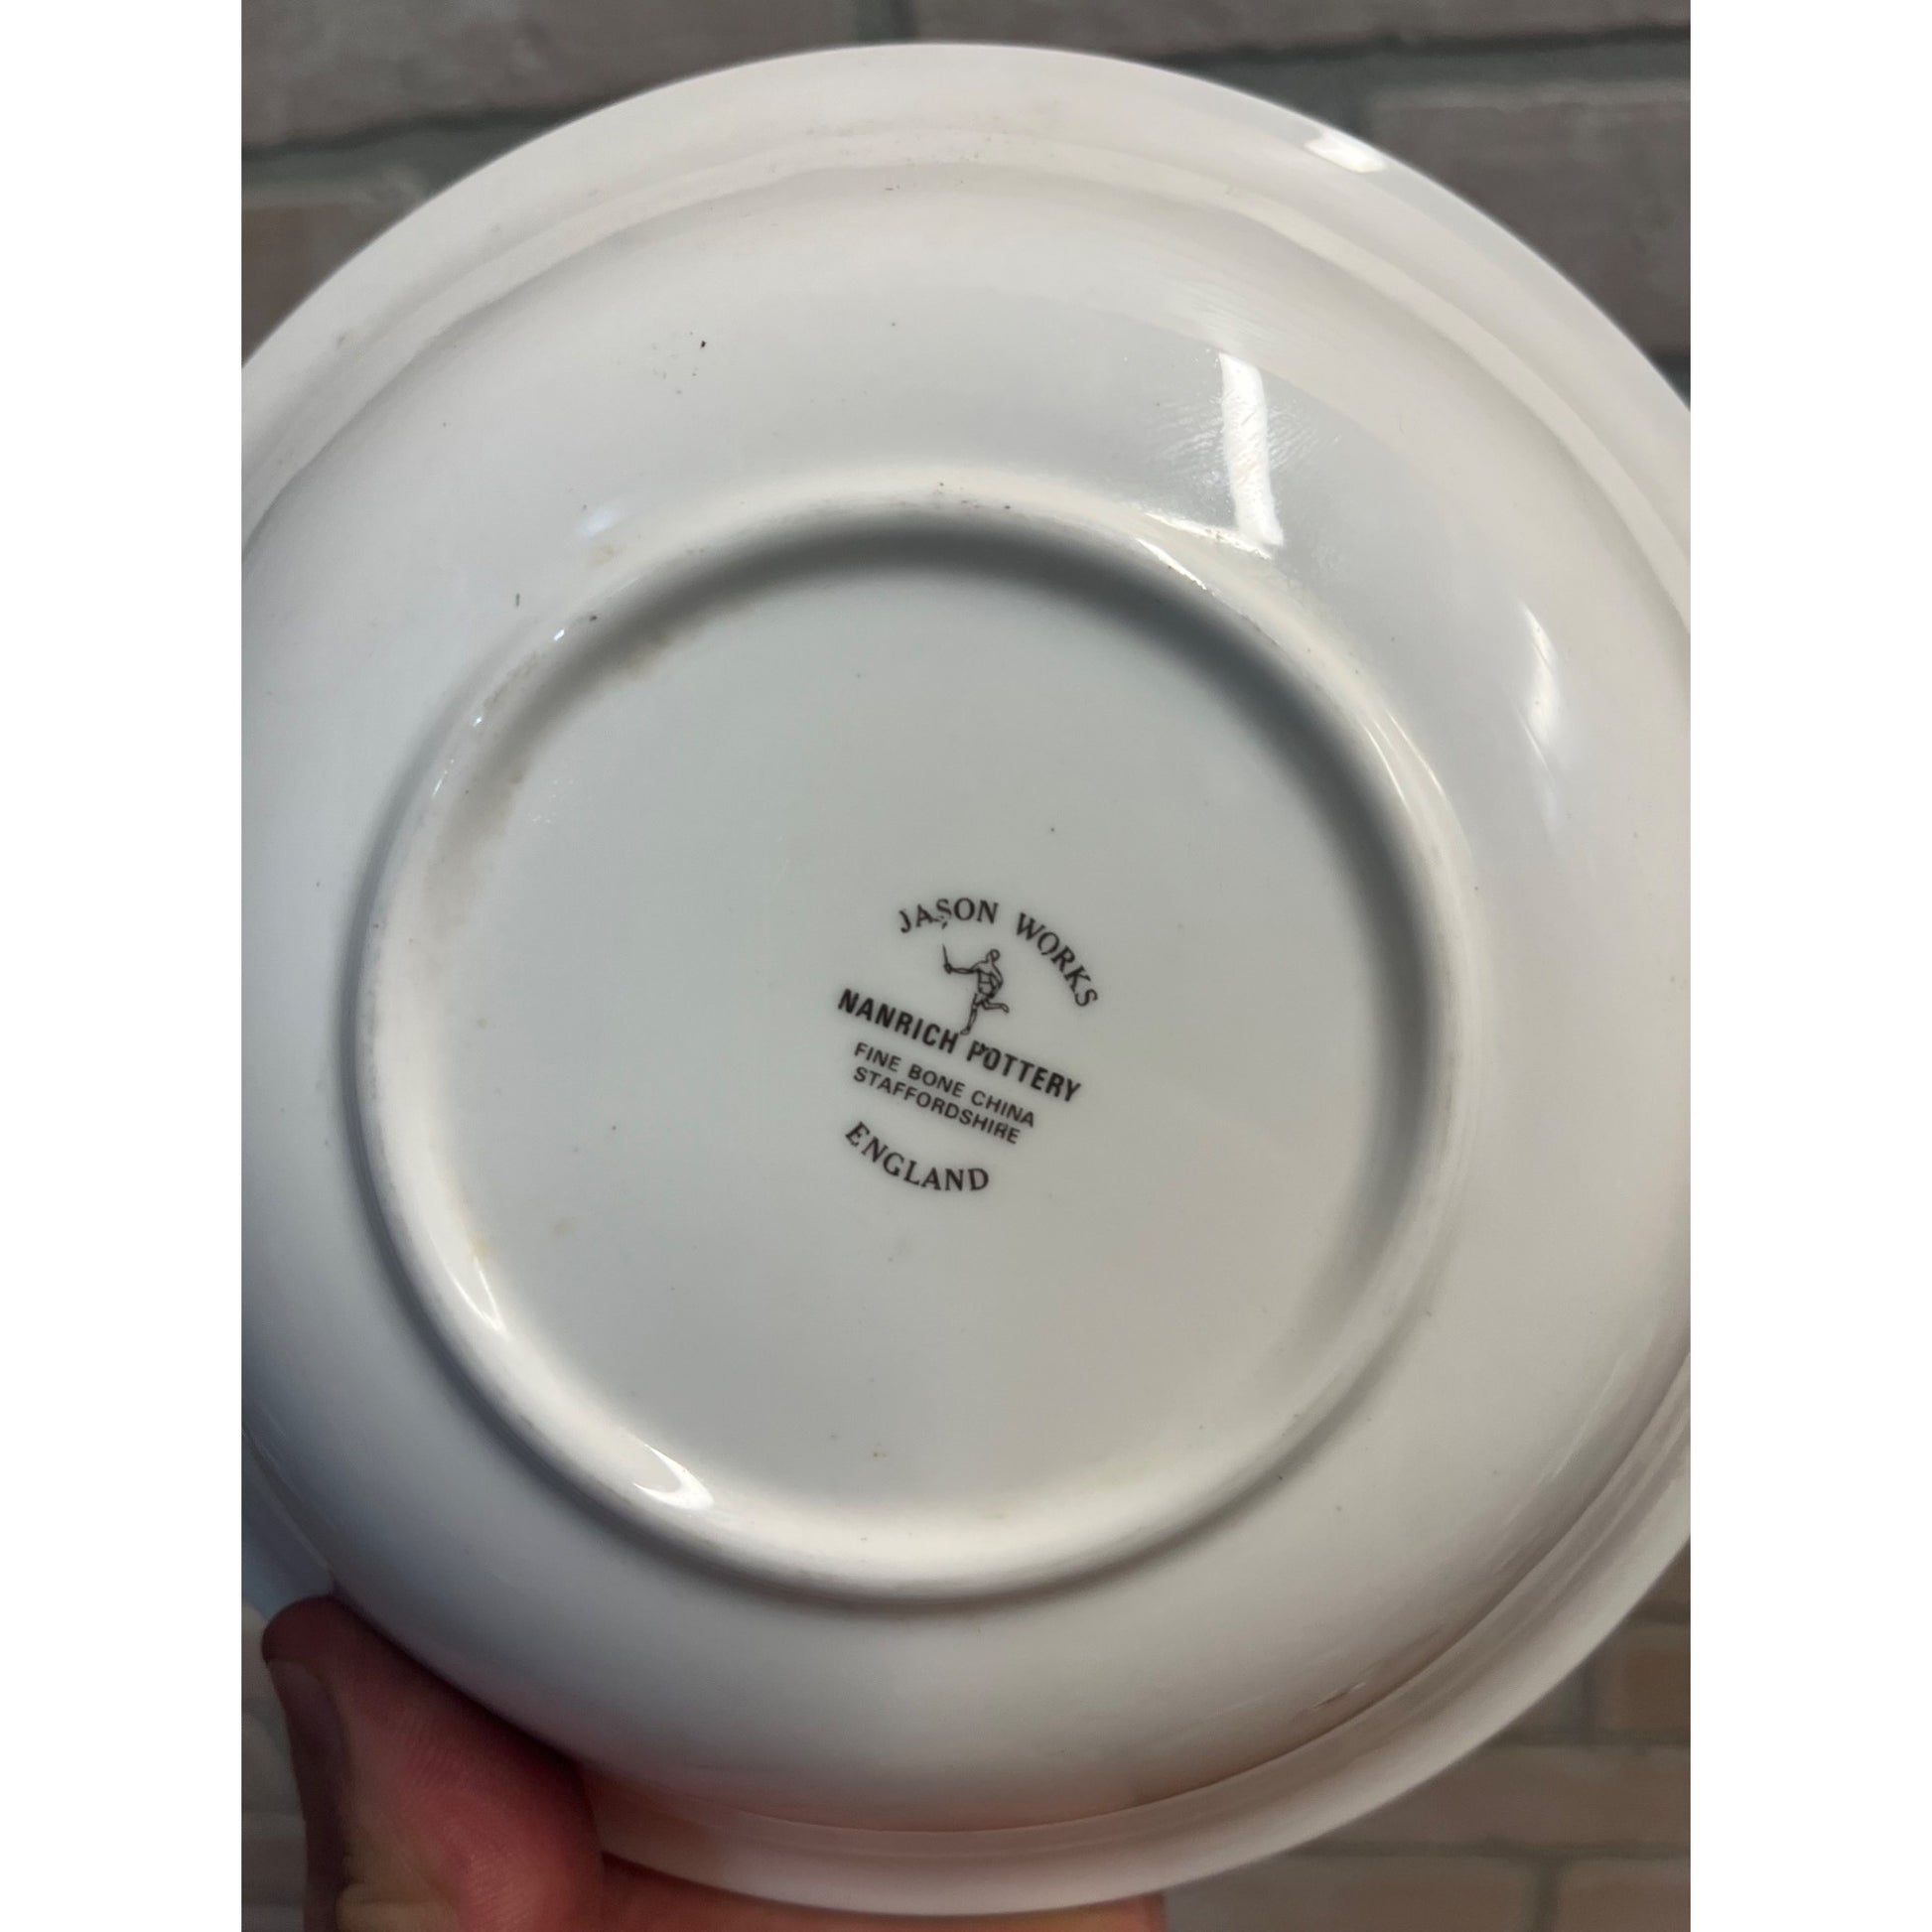 JASON WORKS
NANRICH POTTERY
FINE BONE CHINA
STAFFORDSHIRE
ENGLAND